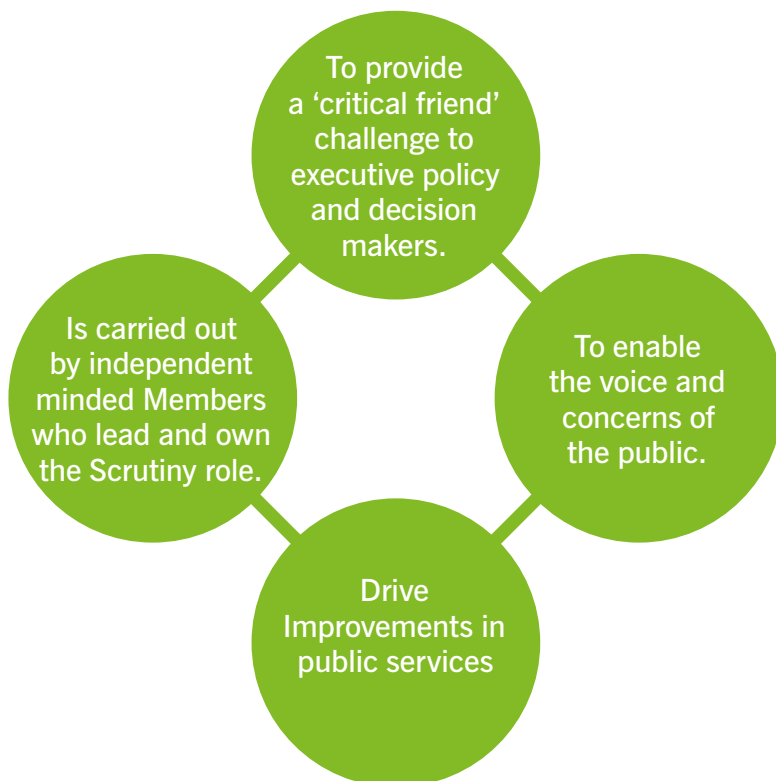 To provide
a ‘critical friend’
challenge to
executive policy
and decision
makers.
Is carried out
by independent
minded Members
who lead and own
the Scrutiny role.
To enable
the voice and
concerns of
the public.
Drive
Improvements in
public services